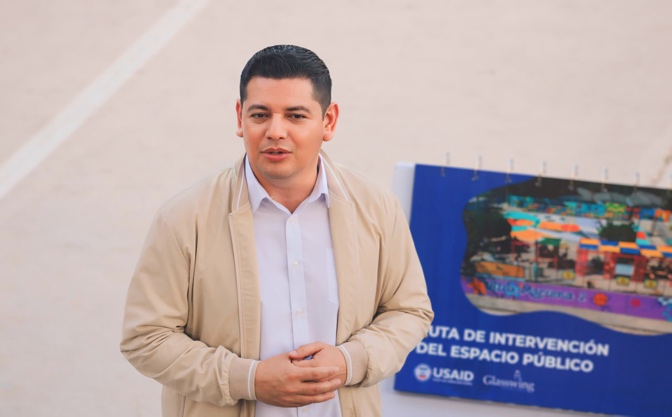 UTA DE INTERVENCIÓN
DEL ESPACIO PÚBLICO
USAID
Glasswing